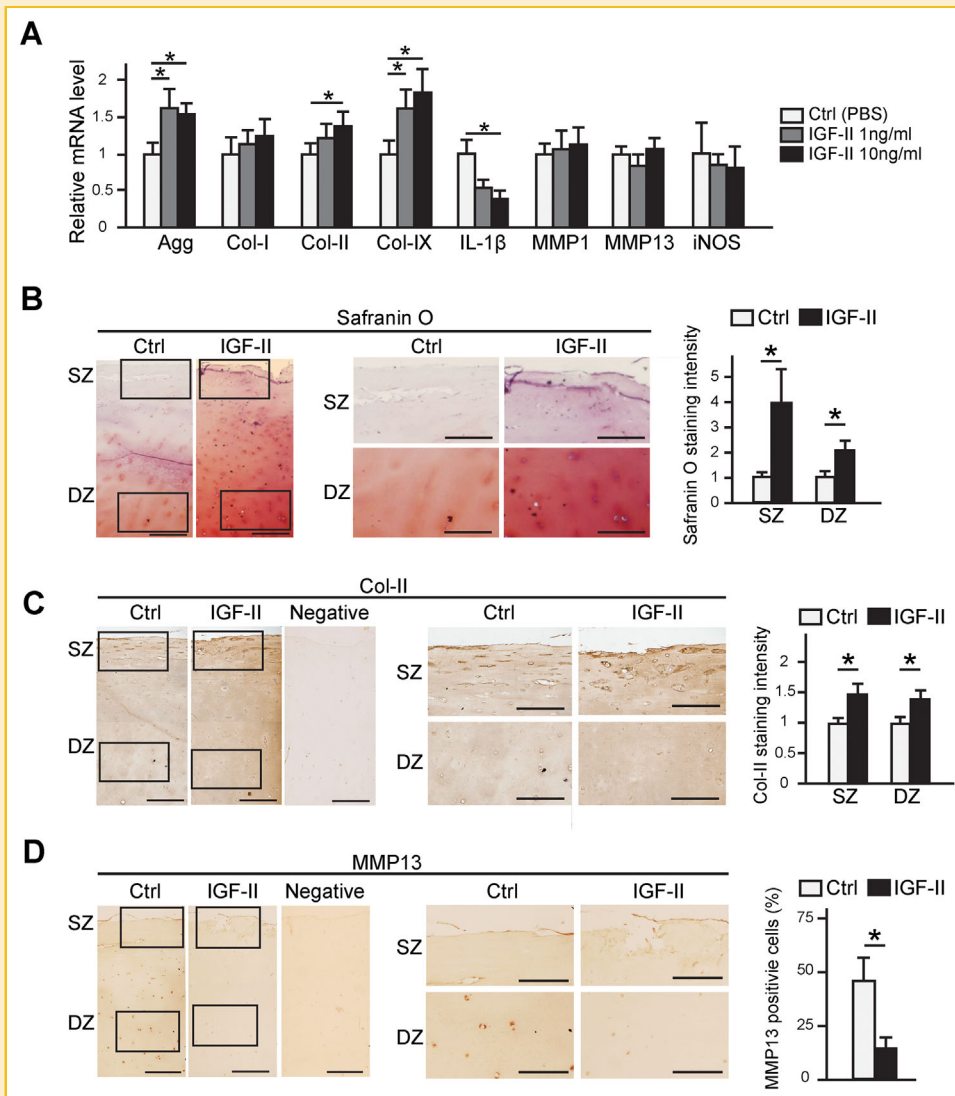 A
Relative mRNA level
2
1.5
1
0.5
0
* * * * * *
Agg Col-I Col-II Col-IX IL-1β MMP1 MMP13 iNOS
Ctrl (PBS)
IGF-II 1ng/ml
IGF-II 10ng/ml
B
Safranin O
Ctrl IGF-II Ctrl IGF-II
SZ
DZ
SZ
DZ
Ctrl IGF-II
Safranin O staining intensity
5
4
3
2
1
0
* *
SZ DZ
C
Col-II
Ctrl IGF-II Negative Ctrl IGF-II
SZ
DZ
SZ
DZ
Ctrl IGF-II
Col-II staining intensity
2
1.5
1
0.5
0
* *
SZ DZ
D
MMP13
Ctrl IGF-II Negative Ctrl IGF-II
SZ
DZ
SZ
DZ
Ctrl IGF-II
MMP13 positivie cells (%)
75
50
25
0
*